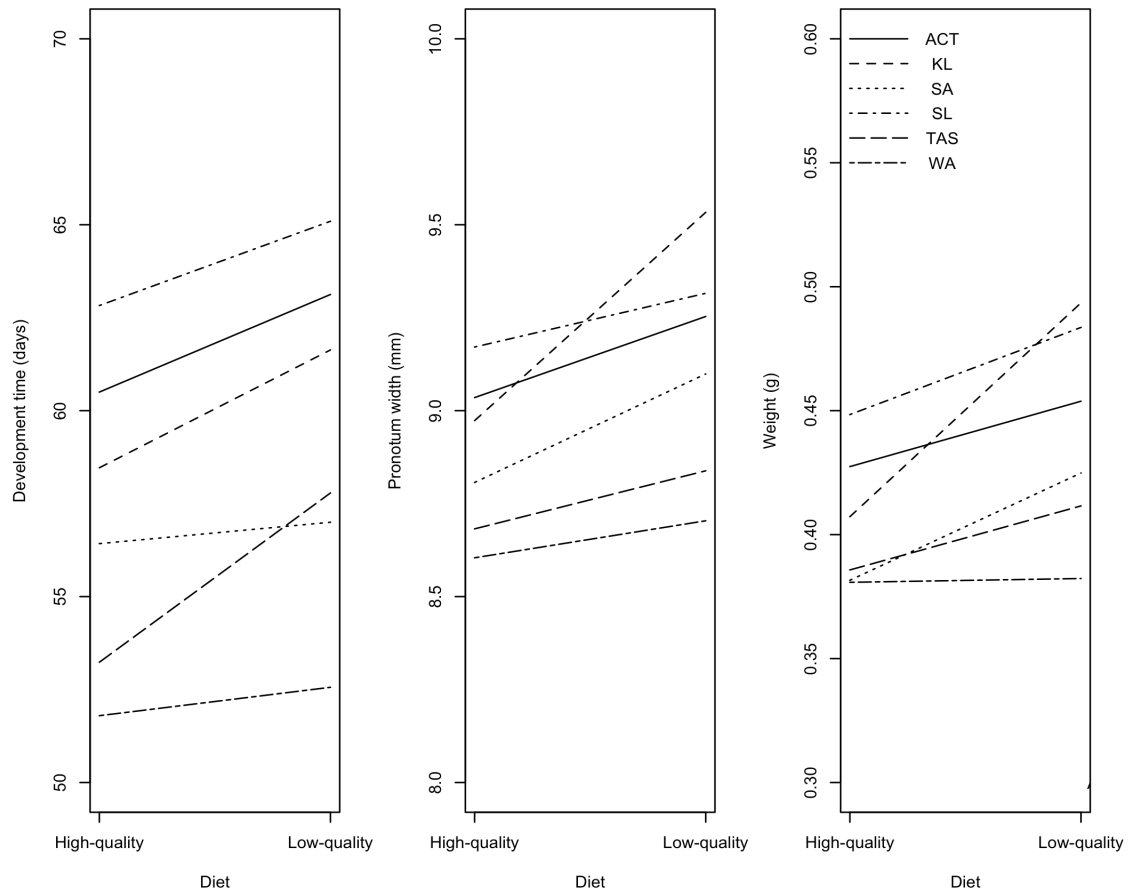 Development time (days)
70
65
60
55
50
High-quality
Low-quality
Diet
Pronotum width (mm)
10.0
9.5
9.0
8.5
8.0
High-quality
Low-quality
Diet
Weight (g)
0.60
0.55
0.50
0.45
0.40
0.35
0.30
ACT
KL
SA
SL
TAS
WA
High-quality
Low-quality
Diet